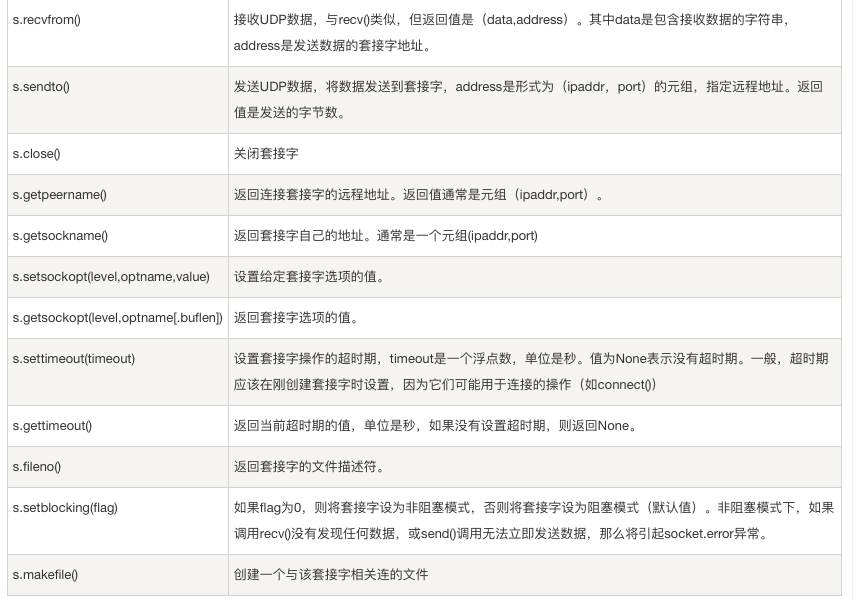 s.recvfrom()
接收UDP数据，与recv()类似，但返回值是（data,address）。其中data是包含接收数据的字符串，
address是发送数据的套接字地址。
s.sendto()
发送UDP数据，将数据发送到套接字，address是形式为（ipaddr，port）的元组，指定远程地址。返回
值是发送的字节数。
s.close()
关闭套接字
s.getpeername()
返回连接套接字的远程地址。返回值通常是元组（ipaddr,port）。
s.getsockname()
返回套接字自己的地址。通常是一个元组(ipaddr,port)
s.setsockopt(level,optname,value)
设置给定套接字选项的值。
s.getsockopt(level,optname[.buflen])
返回套接字选项的值。
s.settimeout(timeout)
设置套接字操作的超时期，timeout是一个浮点数，单位是秒。值为None表示没有超时期。一般，超时期
应该在刚创建套接字时设置，因为它们可能用于连接的操作（如connect()）
s.gettimeout()
返回当前超时期的值，单位是秒，如果没有设置超时期，则返回None。
s.fileno()
返回套接字的文件描述符。
s.setblocking(flag)
如果flag为0，则将套接字设为非阻塞模式，否则将套接字设为阻塞模式（默认值）。非阻塞模式下，如果
调用recv()没有发现任何数据，或send()调用无法立即发送数据，那么将引起socket.error异常。
s.makefile()
创建一个与该套接字相关连的文件